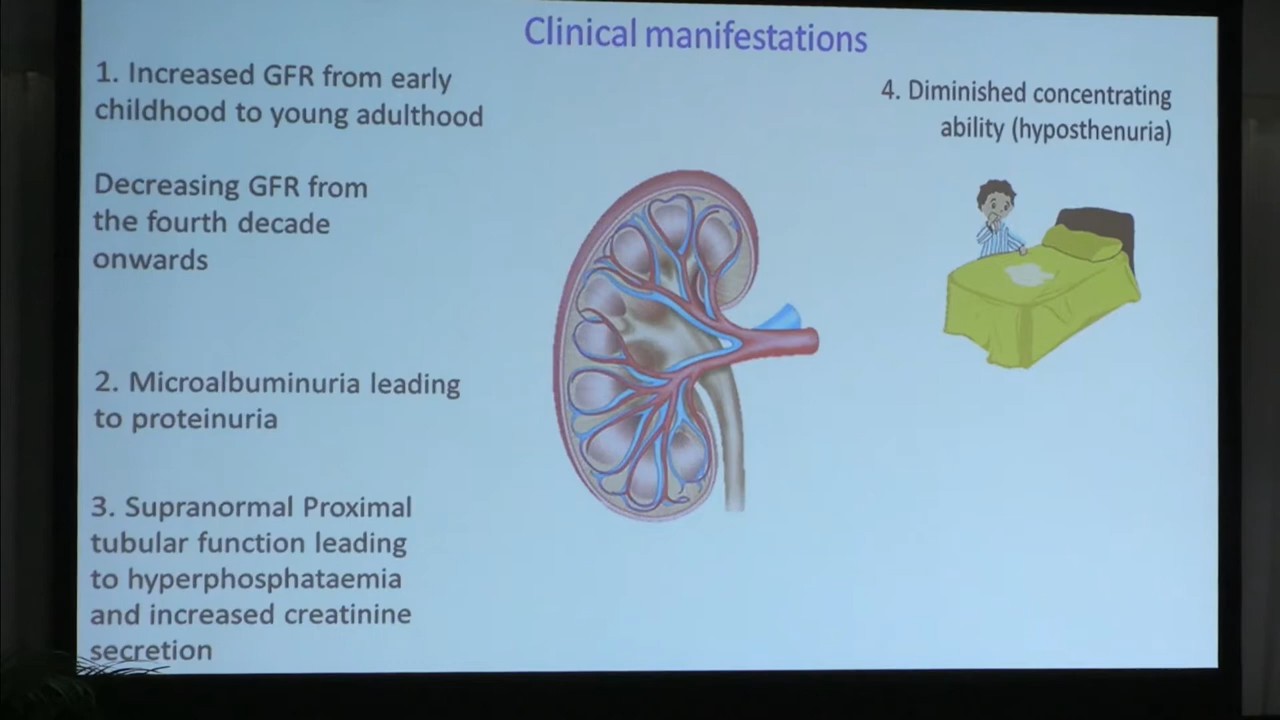 Clinical manifestations
1. Increased GFR from early
childhood to young adulthood
Decreasing GFR from
the fourth decade
onwards
2. Microalbuminuria leading
to proteinuria
3. Supranormal Proximal
tubular function leading
to hyperphosphataemia
and increased creatinine
secretion
4. Diminished concentrating
ability (hyposthenuria)